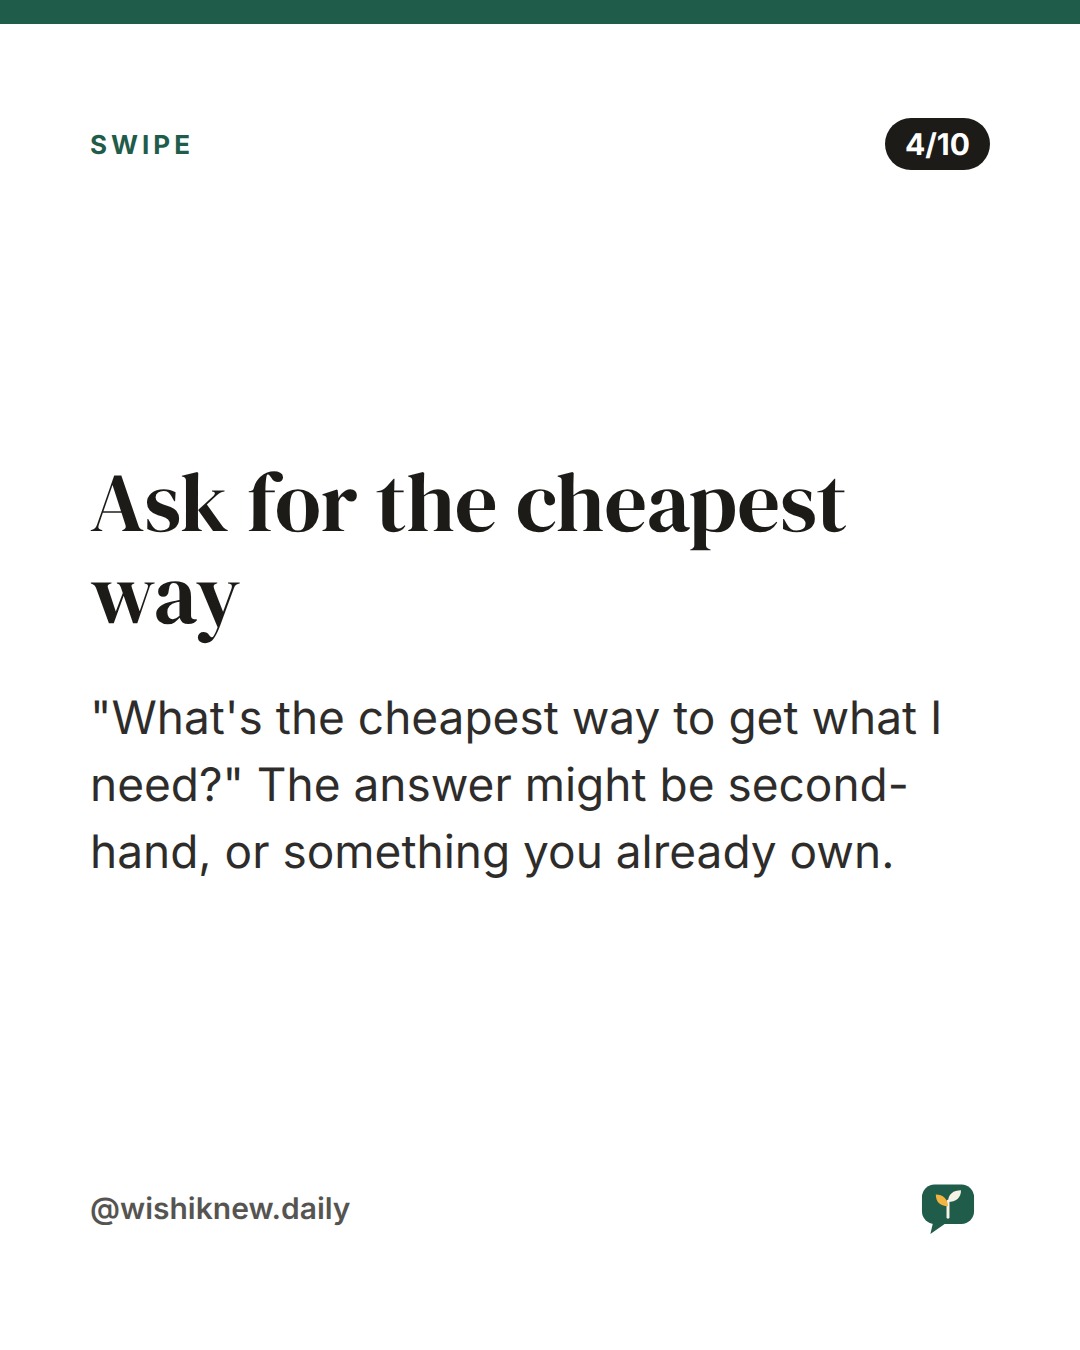 SWIPE
4/10
Ask for the cheapest
way
"What's the cheapest way to get what I
need?" The answer might be second-
hand, or something you already own.
@wishiknew.daily